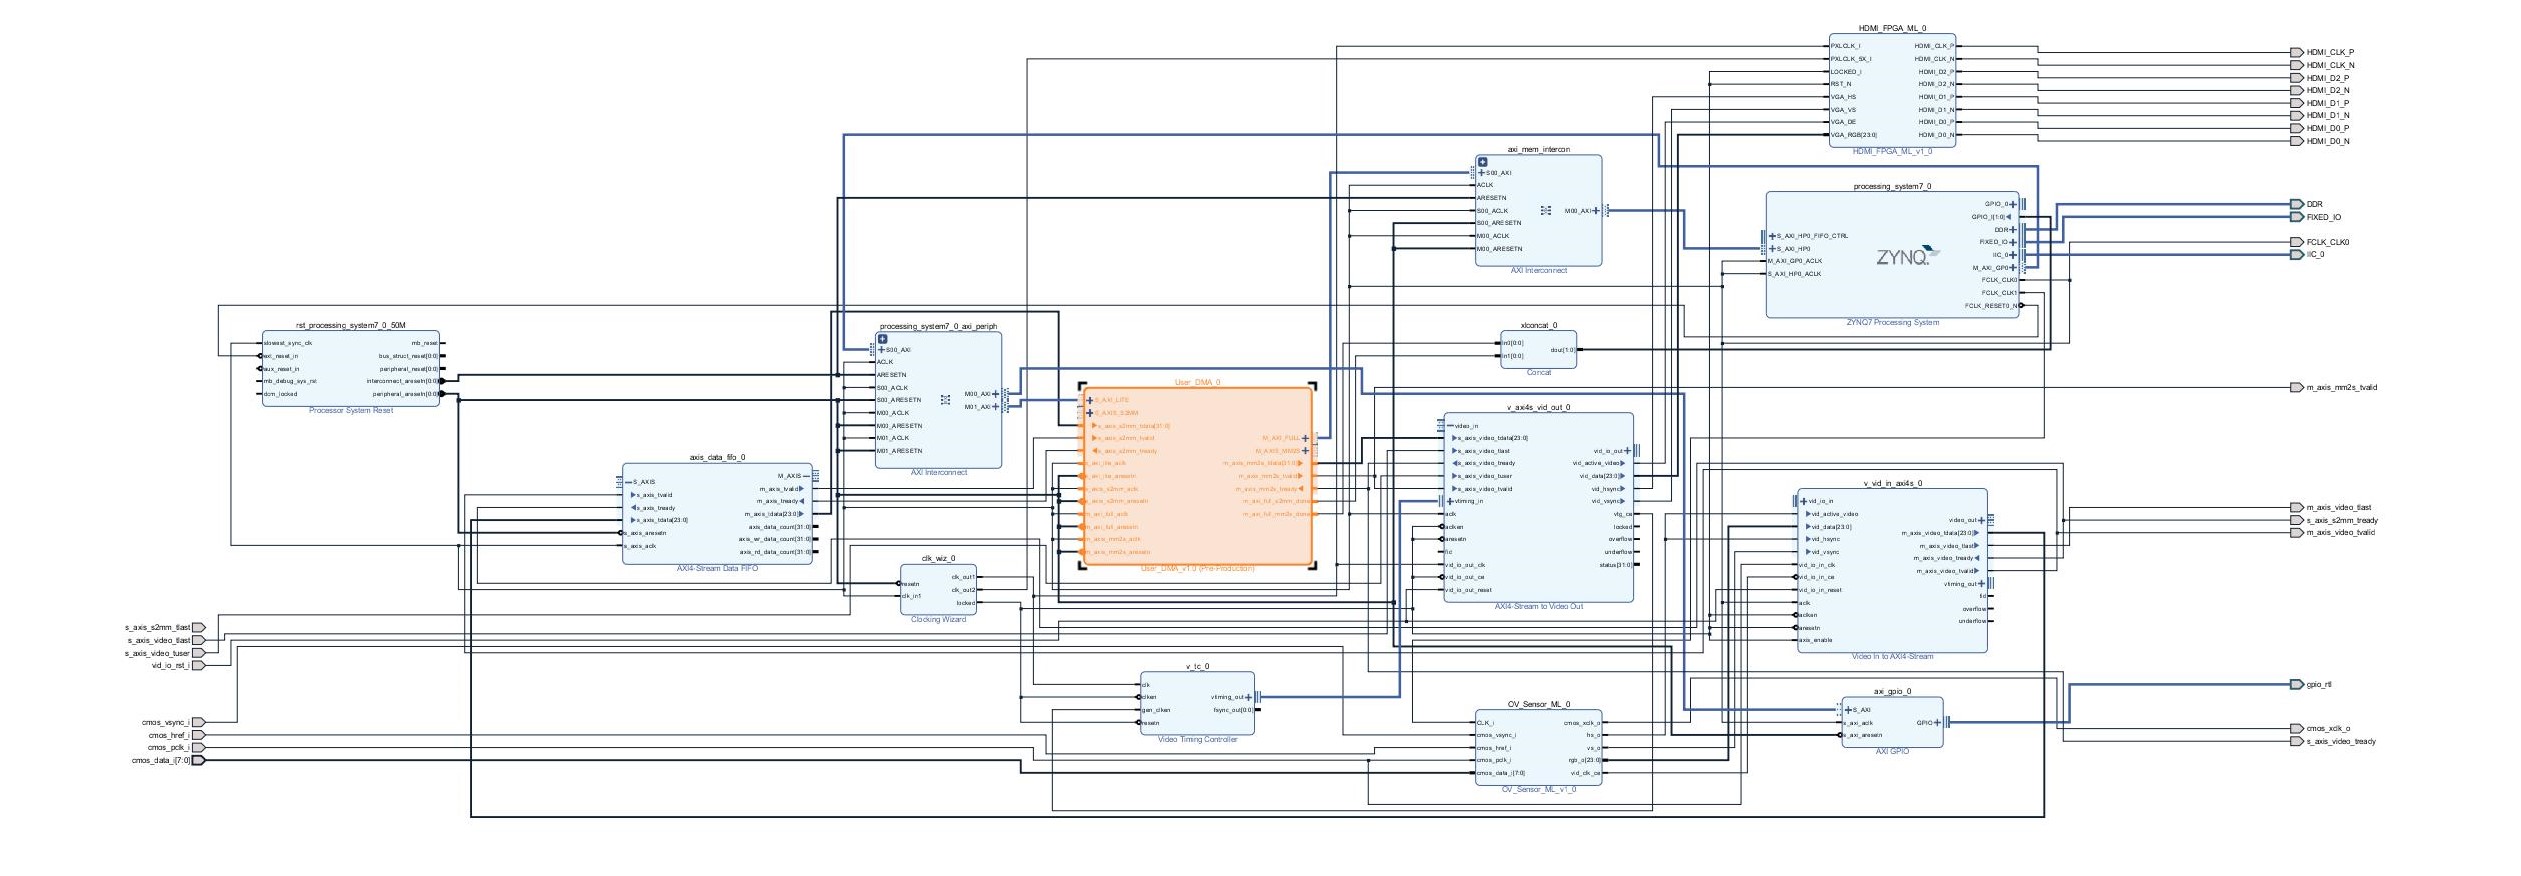 HDMI_FPGA_ML_0
PXLCLK_I
PXLCLK_5X_I
LOCKED_I
RST_N
VGA_HS
VGA_VS
VGA_DE
VGA_RGB[23:0]
HDMI_CLK_P
HDMI_CLK_N
HDMI_D2_P
HDMI_D2_N
HDMI_D1_P
HDMI_D1_N
HDMI_D0_P
HDMI_D0_N
HDMI_FPGA_ML_v1_0
HDMI_CLK_P
HDMI_CLK_N
HDMI_D2_P
HDMI_D2_N
HDMI_D1_P
HDMI_D1_N
HDMI_D0_P
HDMI_D0_N
axi_mem_intercon
S00_AXI
ACLK
ARESETN
S00_ACLK
S00_ARESETN
M00_ACLK
M00_ARESETN
M00_AXI
AXI Interconnect
processing_system7_0
S_AXI_HP0_FIFO_CTRL
S_AXI_HP0
M_AXI_GP0_ACLK
S_AXI_HP0_ACLK
ZYNQ
GPIO_0
GPIO_I[1:0]
DDR
FIXED_IO
IIC_0
M_AXI_GP0
FCLK_CLK0
FCLK_CLK1
FCLK_RESET0_N
ZYNQ7 Processing System
DDR
FIXED_IO
FCLK_CLK0
IIC_0
rst_processing_system7_0_50M
slowest_sync_clk
ext_reset_in
aux_reset_in
mb_debug_sys_rst
dcm_locked
mb_reset
bus_struct_reset[0:0]
peripheral_reset[0:0]
interconnect_aresetn[0:0]
peripheral_aresetn[0:0]
Processor System Reset
processing_system7_0_axi_periph
S00_AXI
ACLK
ARESETN
S00_ACLK
S00_ARESETN
M00_ACLK
M00_ARESETN
M01_ACLK
M01_ARESETN
M00_AXI
M01_AXI
AXI Interconnect
xlconcat_0
in0[0:0]
in1[0:0]
dout[1:0]
Concat
User_DMA_0
S_AXI_LITE
S_AXIS_S2MM
s_axis_s2mm_tdata[31:0]
s_axis_s2mm_tvalid
s_axis_s2mm_tready
s_axi_lite_aclk
s_axi_lite_aresetn
s_axis_s2mm_aclk
s_axis_s2mm_aresetn
m_axi_full_aclk
m_axi_full_aresetn
m_axis_mm2s_aclk
m_axis_mm2s_aresetn
M_AXI_FULL
M_AXIS_MM2S
m_axis_mm2s_tdata[31:0]
m_axis_mm2s_tvalid
m_axis_mm2s_tready
m_axi_full_s2mm_done
m_axi_full_mm2s_done
User_DMA_v1.0 (Pre-Production)
m_axis_mm2s_tvalid
v_axi4s_vid_out_0
video_in
s_axis_video_tdata[23:0]
s_axis_video_tlast
s_axis_video_tready
s_axis_video_tuser
s_axis_video_tvalid
vtiming_in
aclk
aclken
aresetn
fid
vid_io_out_clk
vid_io_out_ce
vid_io_out_reset
vid_io_out
vid_active_video
vid_data[23:0]
vid_hsync
vid_vsync
vtg_ce
locked
overflow
underflow
status[31:0]
AXI4-Stream to Video Out
axis_data_fifo_0
S_AXIS
s_axis_tvalid
s_axis_tready
s_axis_tdata[23:0]
s_axis_aresetn
s_axis_aclk
M_AXIS
m_axis_tvalid
m_axis_tready
m_axis_tdata[23:0]
axis_data_count[31:0]
axis_wr_data_count[31:0]
axis_rd_data_count[31:0]
AXI4-Stream Data FIFO
v_vid_in_axi4s_0
vid_io_in
vid_active_video
vid_data[23:0]
vid_hsync
vid_vsync
vid_io_in_clk
vid_io_in_ce
vid_io_in_reset
aclk
aclken
aresetn
axis_enable
video_out
m_axis_video_tdata[23:0]
m_axis_video_tlast
m_axis_video_tready
m_axis_video_tvalid
vtiming_out
fid
overflow
underflow
Video In to AXI4-Stream
m_axis_video_tlast
s_axis_s2mm_tready
m_axis_video_tvalid
clk_wiz_0
resetn
clk_in1
clk_out1
clk_out2
locked
Clocking Wizard
s_axis_s2mm_tlast
s_axis_video_tlast
s_axis_video_tuser
vid_io_rst_i
v_tc_0
clk
clken
gen_clken
resetn
vtiming_out
fsync_out[0:0]
Video Timing Controller
cmos_vsync_i
cmos_href_i
cmos_pclk_i
cmos_data_i[7:0]
OV_Sensor_ML_0
CLK_i
cmos_vsync_i
cmos_href_i
cmos_pclk_i
cmos_data_i[7:0]
cmos_xclk_o
hs_o
vs_o
rgb_o[23:0]
vid_clk_ce
OV_Sensor_ML_v1_0
axi_gpio_0
S_AXI
s_axi_aclk
s_axi_aresetn
GPIO
AXI GPIO
gpio_rtl
cmos_xclk_o
s_axis_video_tready